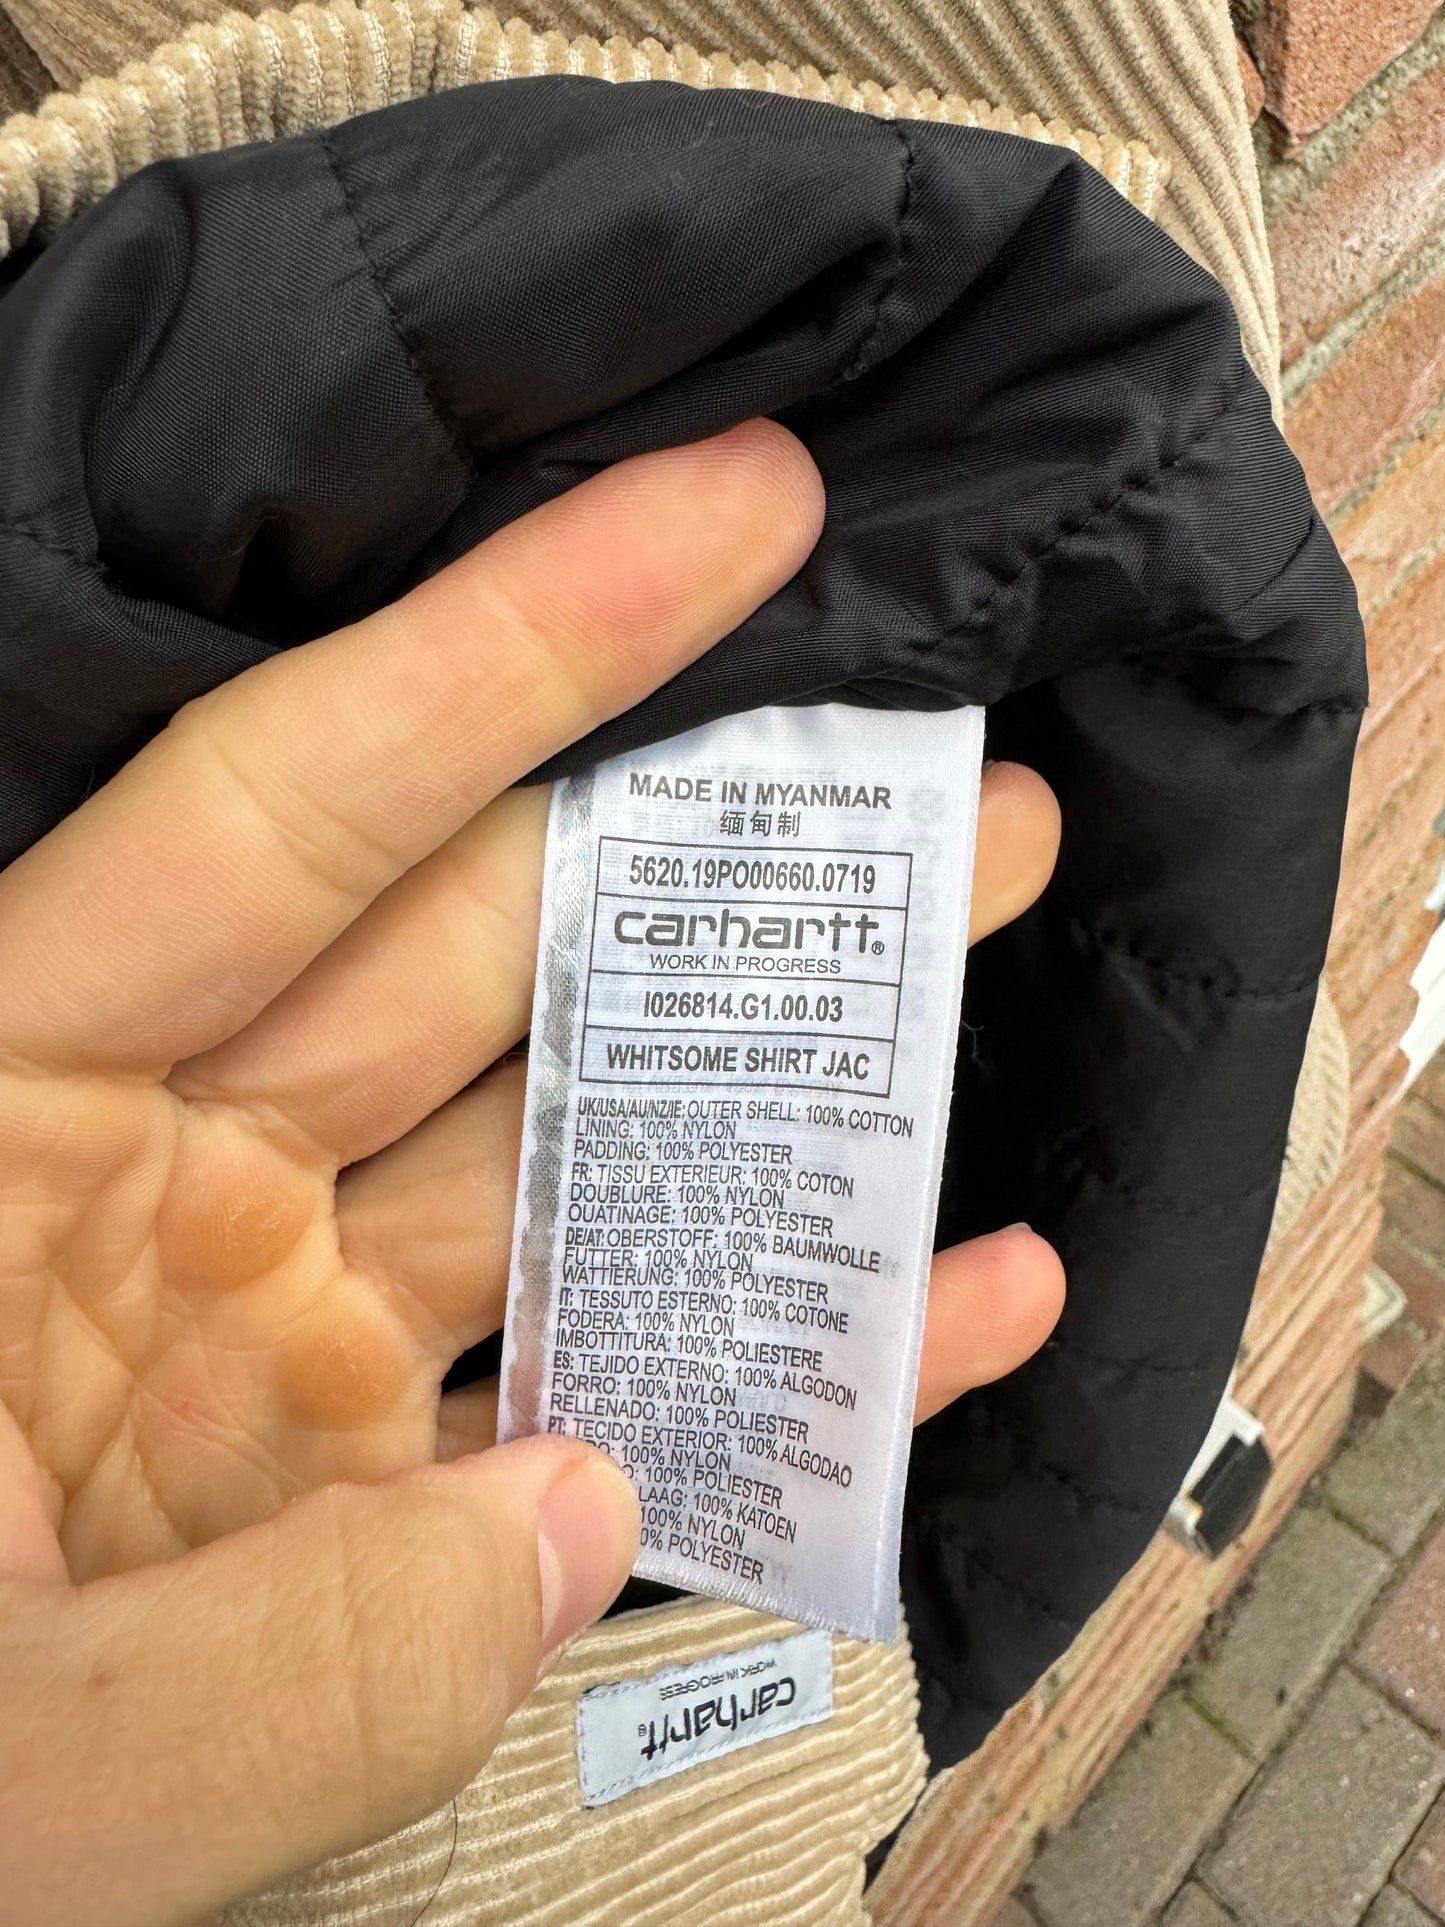 MADE IN MYANMAR
缅甸制
5620.19PO00660.0719
carhartt®
WORK IN PROGRESS
I026814.G1.00.03
WHITSOME SHIRT JAC
UK/USA/AU/NZ/IE: OUTER SHELL: 100% COTTON
LINING: 100% NYLON
PADDING: 100% POLYESTER
FR: TISSU EXTERIEUR: 100% COTON
DOUBLURE: 100% NYLON
OUATINAGE: 100% POLYESTER
DE/AT: OBERSTOFF: 100% BAUMWOLLE
FUTTER: 100% NYLON
WATTIERUNG: 100% POLYESTER
IT: TESSUTO ESTERNO: 100% COTONE
FODERA: 100% NYLON
IMBOTTITURA: 100% POLIESTERE
ES: TEJIDO EXTERNO: 100% ALGODON
FORRO: 100% NYLON
RELLENADO: 100% POLIESTER
PT: TECIDO EXTERIOR: 100% ALGODAO
100% NYLON
100% POLIESTER
LAAG: 100% KATOEN
100% NYLON
0% POLYESTER
carhartt®
WORK IN PROGRESS